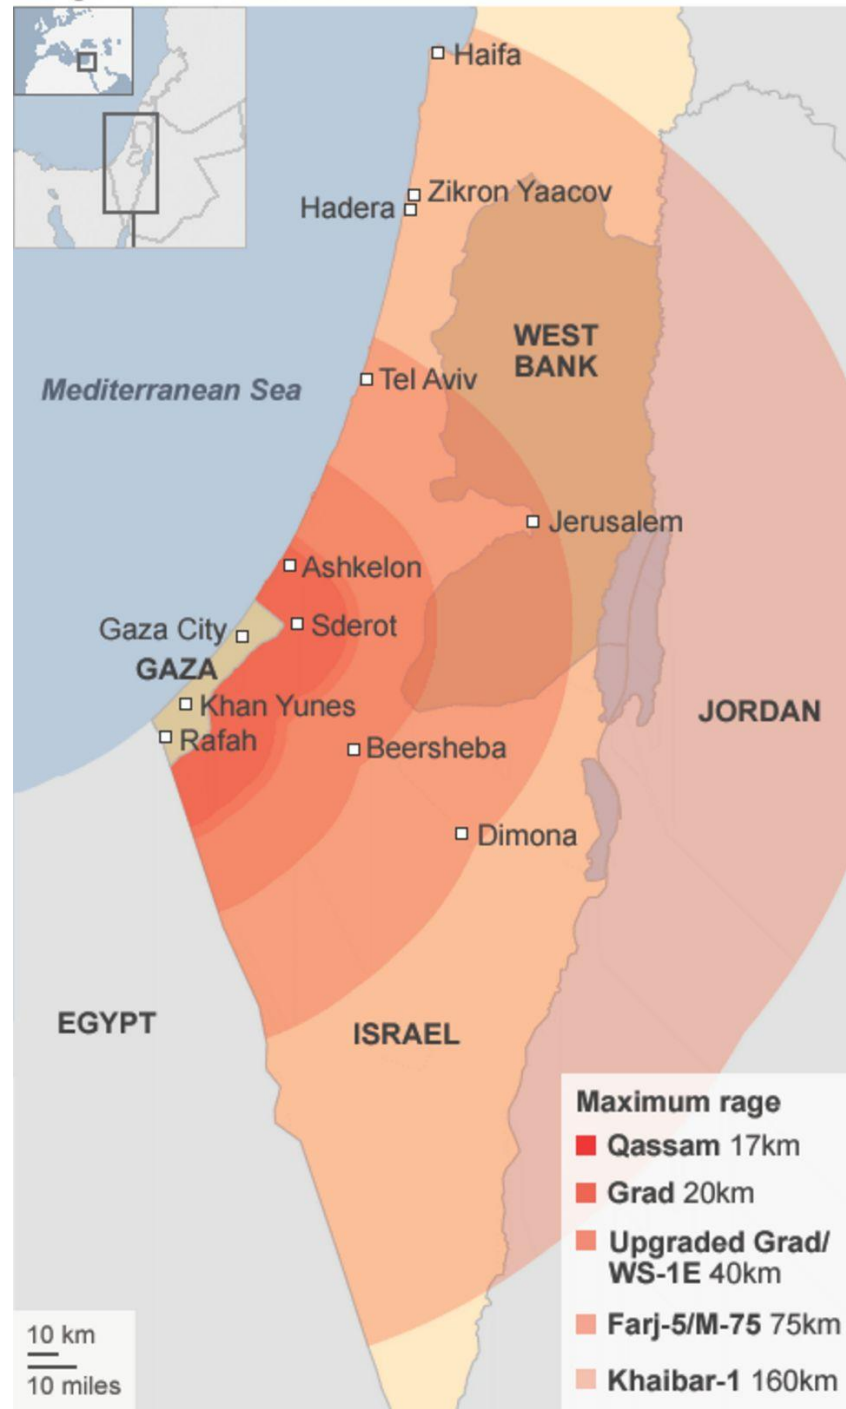 Haifa
Zikron Yaacov
Hadera
WEST
BANK
Mediterranean Sea
Tel Aviv
Jerusalem
Ashkelon
Gaza City
Sderot
GAZA
Khan Yunes
JORDAN
Rafah
Beersheba
Dimona
EGYPT
ISRAEL
Maximum rage
Qassam 17km
Grad 20km
Upgraded Grad/
WS-1E 40km
Farj-5/M-75 75km
Khaibar-1 160km
10 km
10 miles